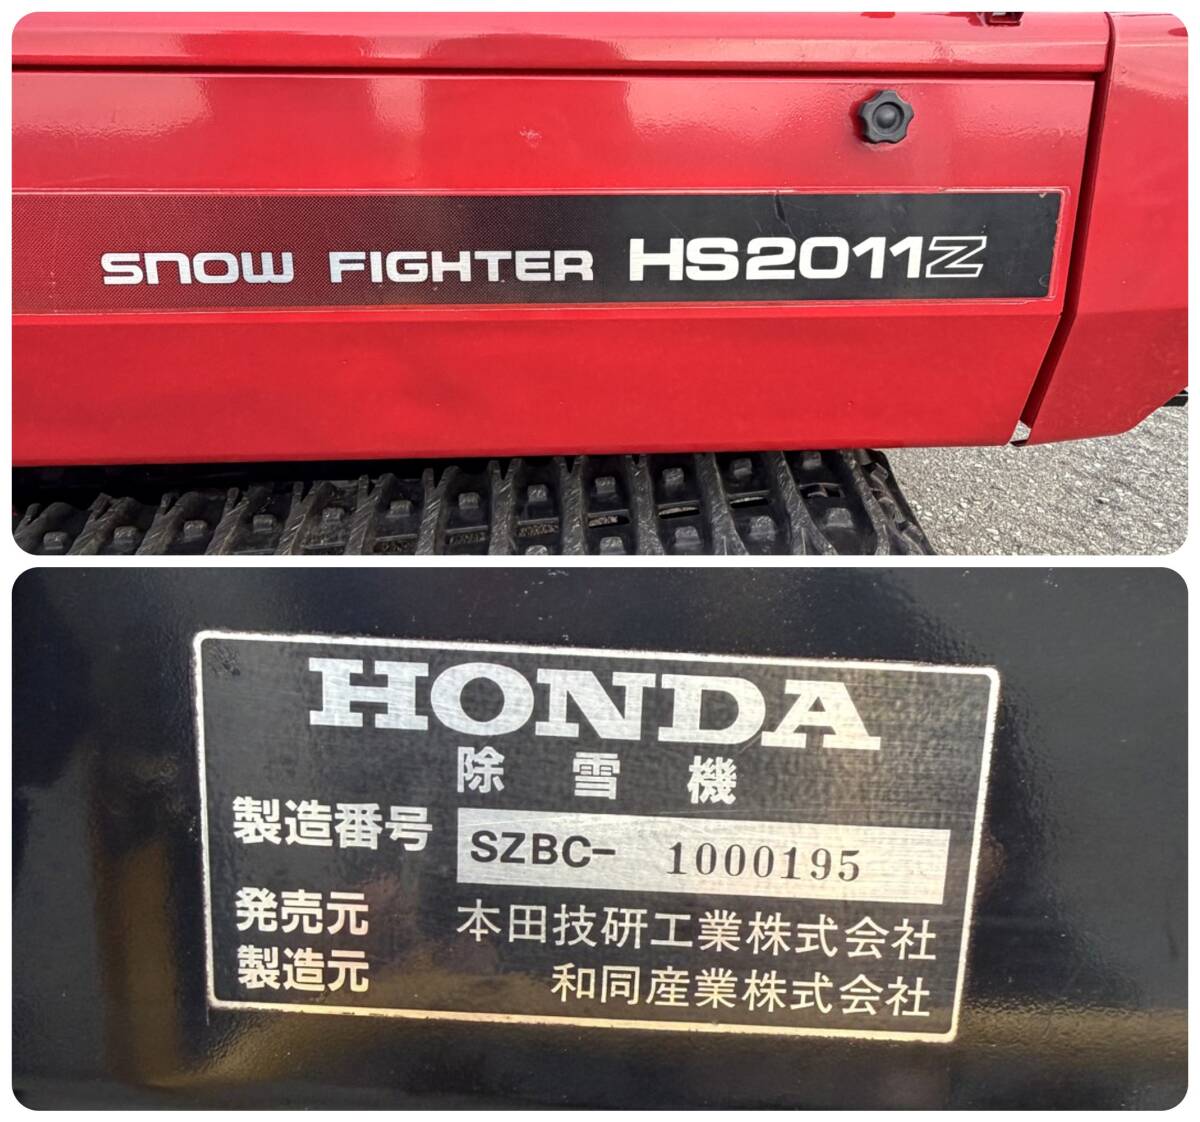 SNOW FIGHTER HS2011Z
HONDA
除雪機
製造番号 SZBC- 1000195
発売元 本田技研工業株式会社
製造元 和同産業株式会社